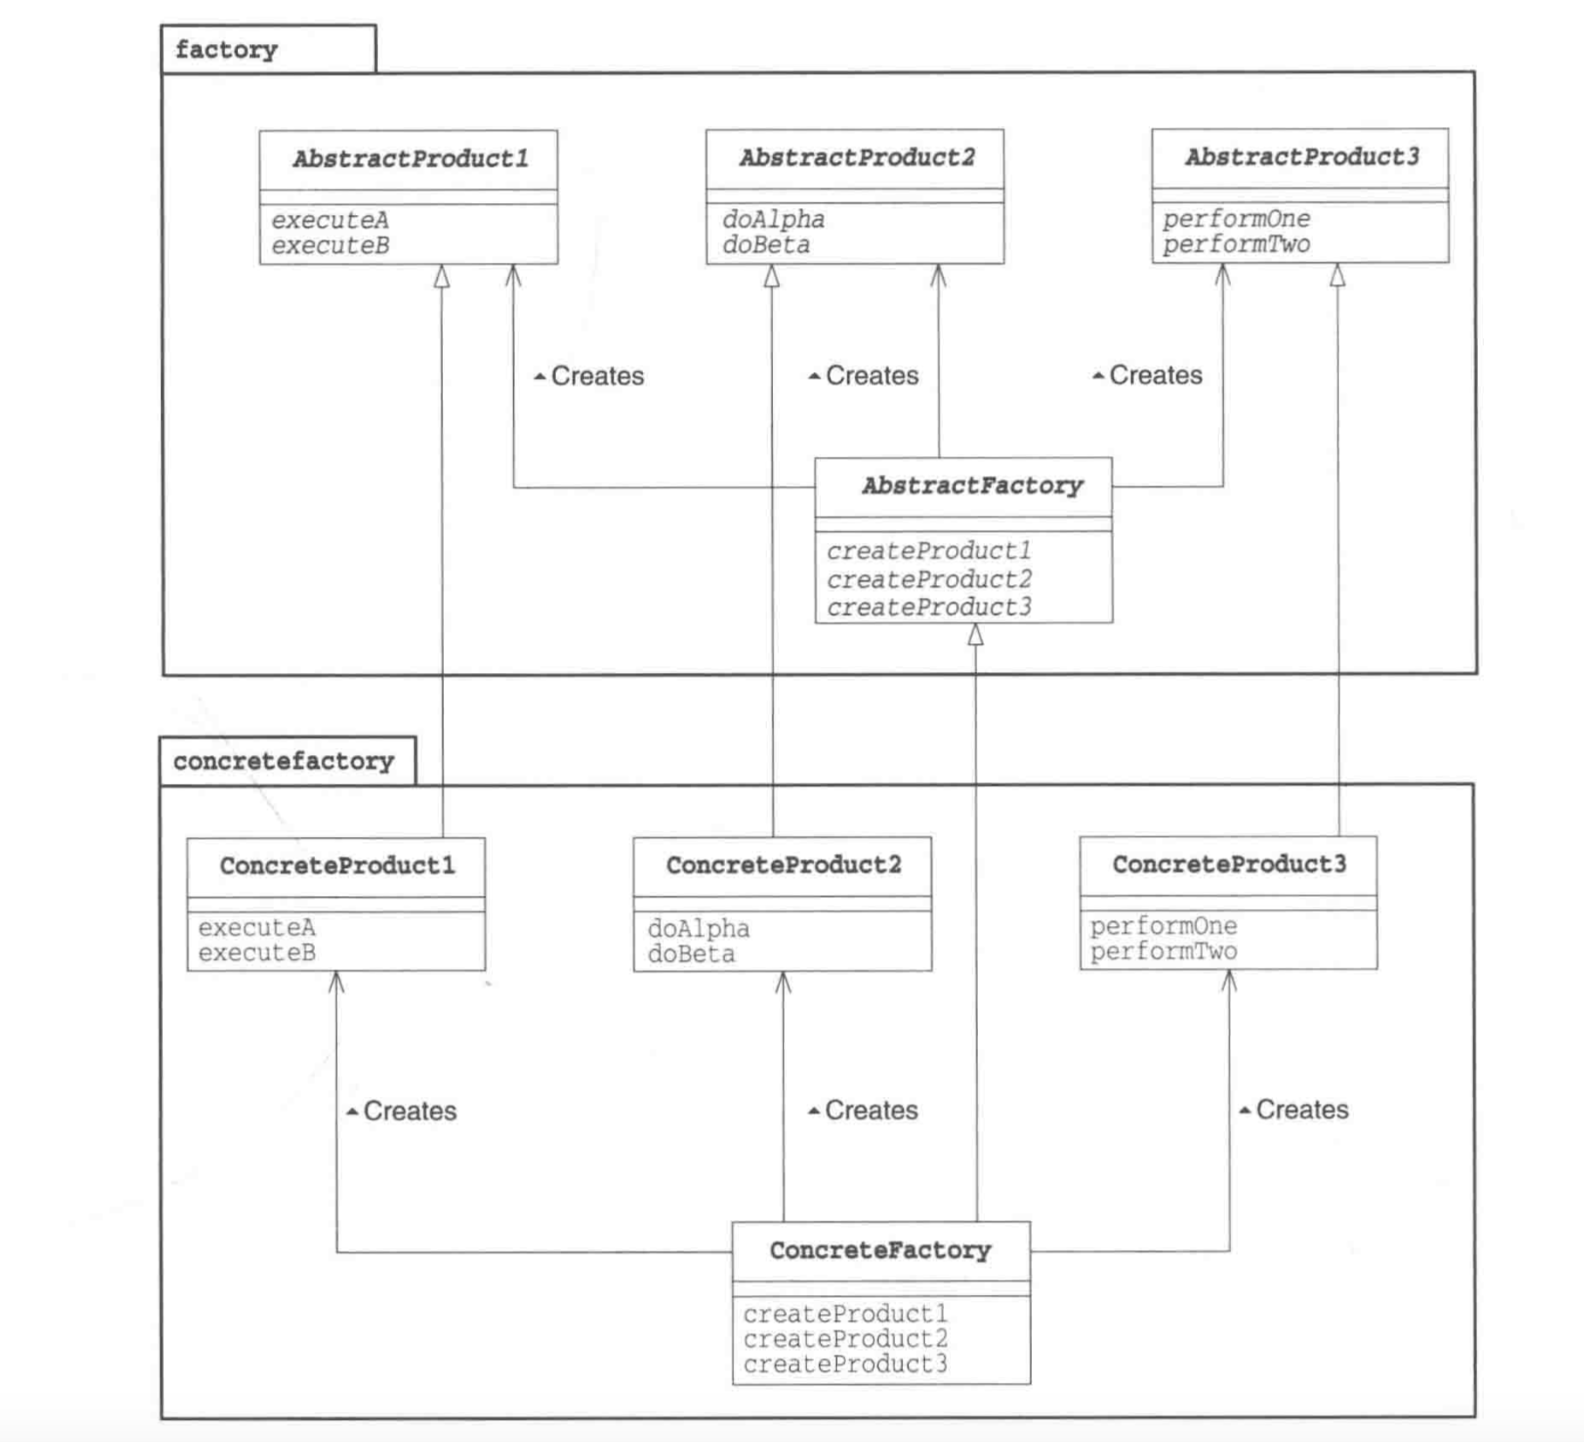 factory
AbstractProduct1
executeA
executeB
AbstractProduct2
doAlpha
doBeta
AbstractProduct3
performOne
performTwo
Creates
Creates
Creates
AbstractFactory
createProduct1
createProduct2
createProduct3
concretefactory
ConcreteProduct1
executeA
executeB
ConcreteProduct2
doAlpha
doBeta
ConcreteProduct3
performOne
performTwo
Creates
Creates
Creates
ConcreteFactory
createProduct1
createProduct2
createProduct3